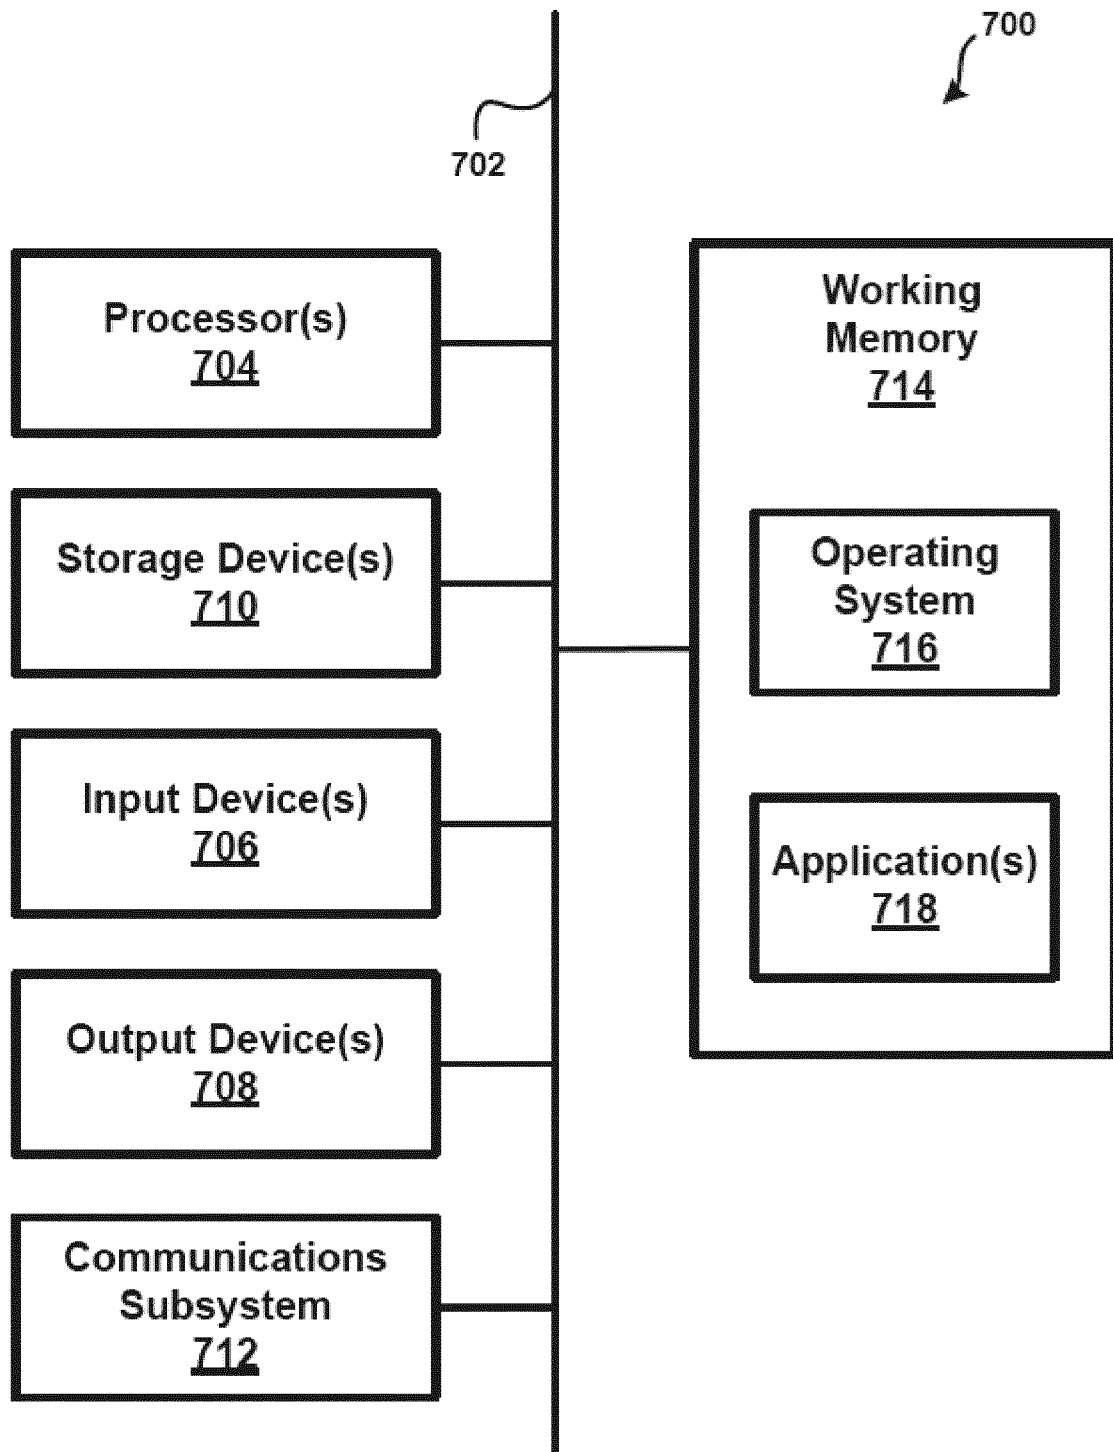 700
702
Processor(s)
704
Storage Device(s)
710
Input Device(s)
706
Output Device(s)
708
Communications
Subsystem
712
Working
Memory
714
Operating
System
716
Application(s)
718